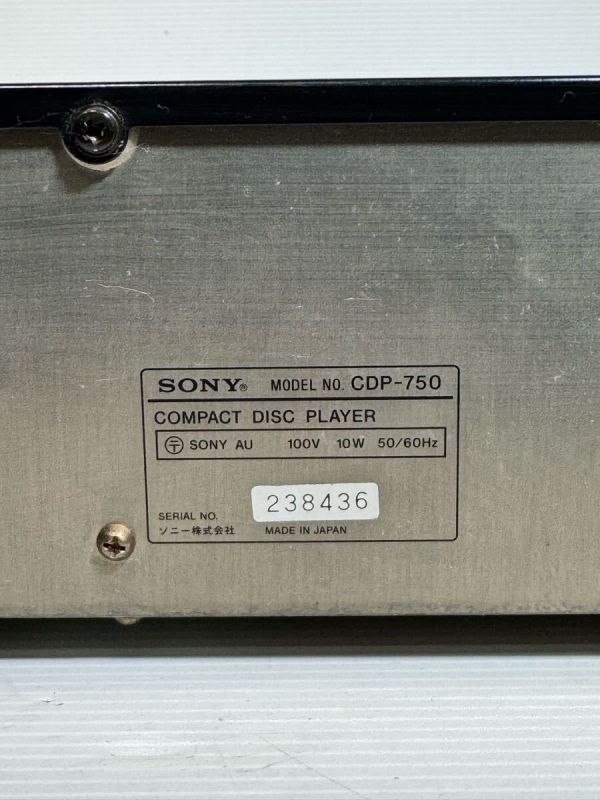 SONY® MODEL NO. CDP-750
COMPACT DISC PLAYER
〒 SONY AU 100V 10W 50/60Hz
SERIAL NO. 238436
ソニー株式会社 MADE IN JAPAN